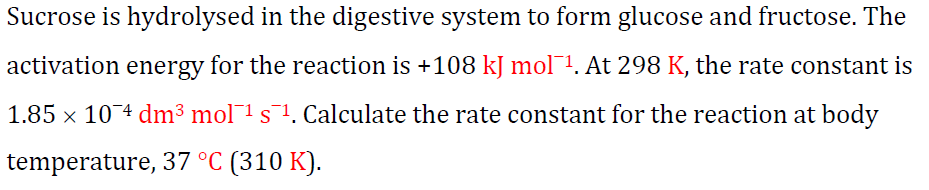 Sucrose is hydrolysed in the digestive system to form glucose and fructose. The
activation energy for the reaction is +108 kJ mol⁻¹. At 298 K, the rate constant is
1.85 × 10⁻⁴ dm³ mol⁻¹ s⁻¹. Calculate the rate constant for the reaction at body
temperature, 37 °C (310 K).